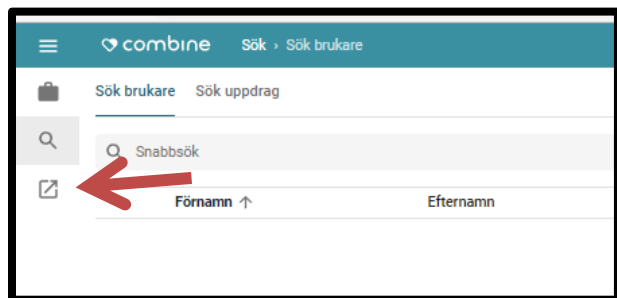 combine Sök › Sök brukare
Sök brukare Sök uppdrag
Snabbsök
Förnamn ↑ Efternamn